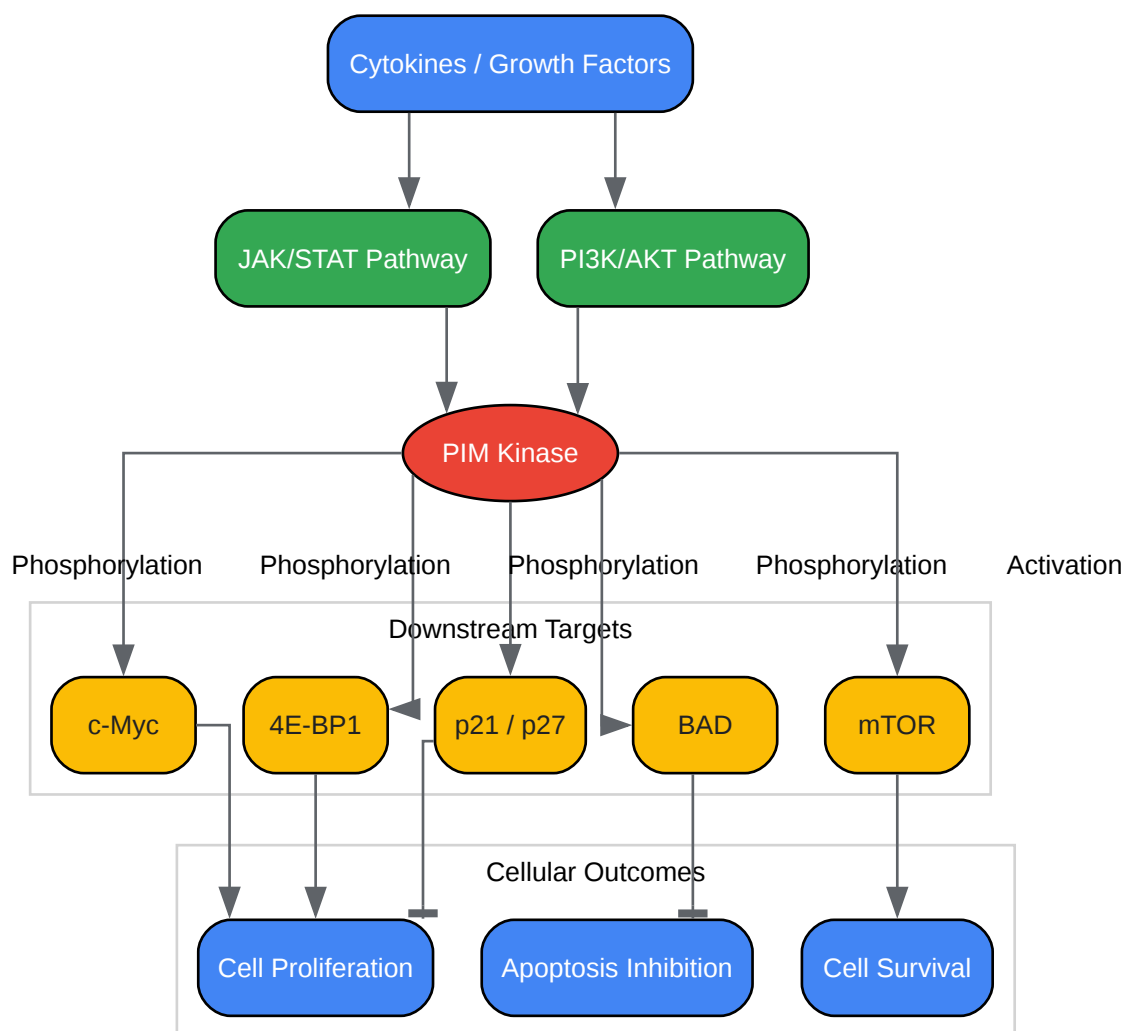 Cytokines / Growth Factors
JAK/STAT Pathway
PI3K/AKT Pathway
PIM Kinase
Phosphorylation
Phosphorylation
Phosphorylation
Phosphorylation
Activation
Downstream Targets
c-Myc
4E-BP1
p21 / p27
BAD
mTOR
Cellular Outcomes
Cell Proliferation
Apoptosis Inhibition
Cell Survival